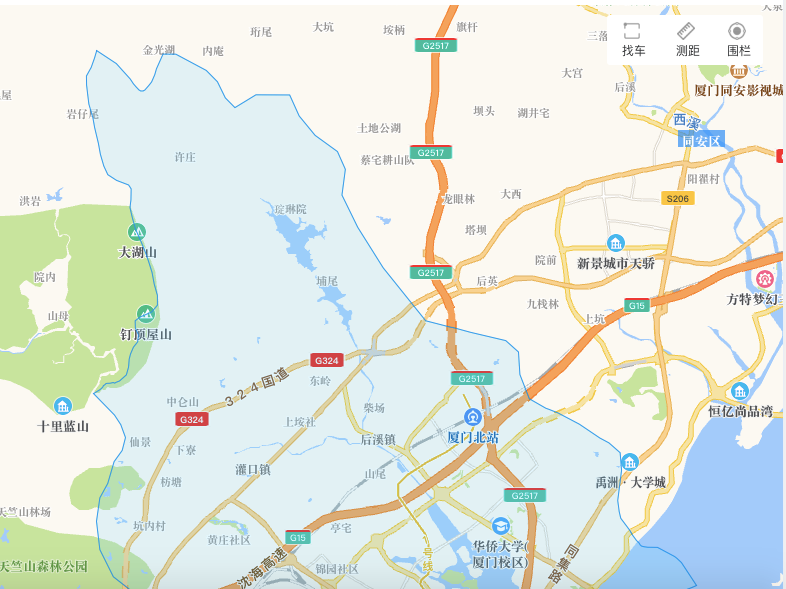 金光湖
内庵
珩尾
大坑
垵柄
旗杆
三落
找车
测距
围栏
G2517
大宫
后溪
厦门同安影视城
岩仔尾
坝头
湖井宅
土地公湖
西溪
同安区
G2517
蔡宅耕山队
许庄
洪岩
龙眼林
大西
阳翟村
S206
琔琳院
塔坝
大湖山
院内
埔尾
G2517
后英
院前
新景城市天骄
方特梦幻
九栈林
G15
上坑
山母
钉顶屋山
G324
324国道
东岭
G2517
申仑山
G324
柴场
上垵社
后溪镇
厦门北站
恒亿尚品湾
十里蓝山
仙景
下寮
灌口镇
山尾
禹洲·大学城
枋塘
G2517
天竺山林场
坑内村
黄庄社区
G15
亭宅
1号线
华侨大学(
厦门校区)
同集路
天竺山森林公园
沈海高速
锦园社区